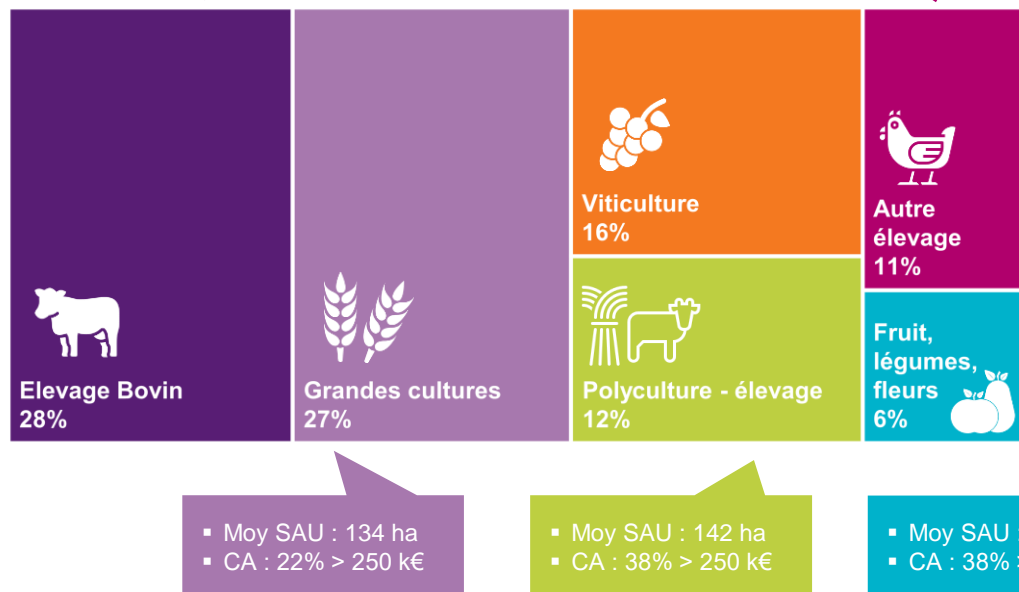 Viticulture
16%
Autre
élevage
11%
Elevage Bovin
28%
Grandes cultures
27%
Polyculture - élevage
12%
Fruit,
légumes,
fleurs
6%
▪ Moy SAU : 134 ha
▪ CA : 22% > 250 k€
▪ Moy SAU : 142 ha
▪ CA : 38% > 250 k€
▪ Moy SAU :
▪ CA : 38% >